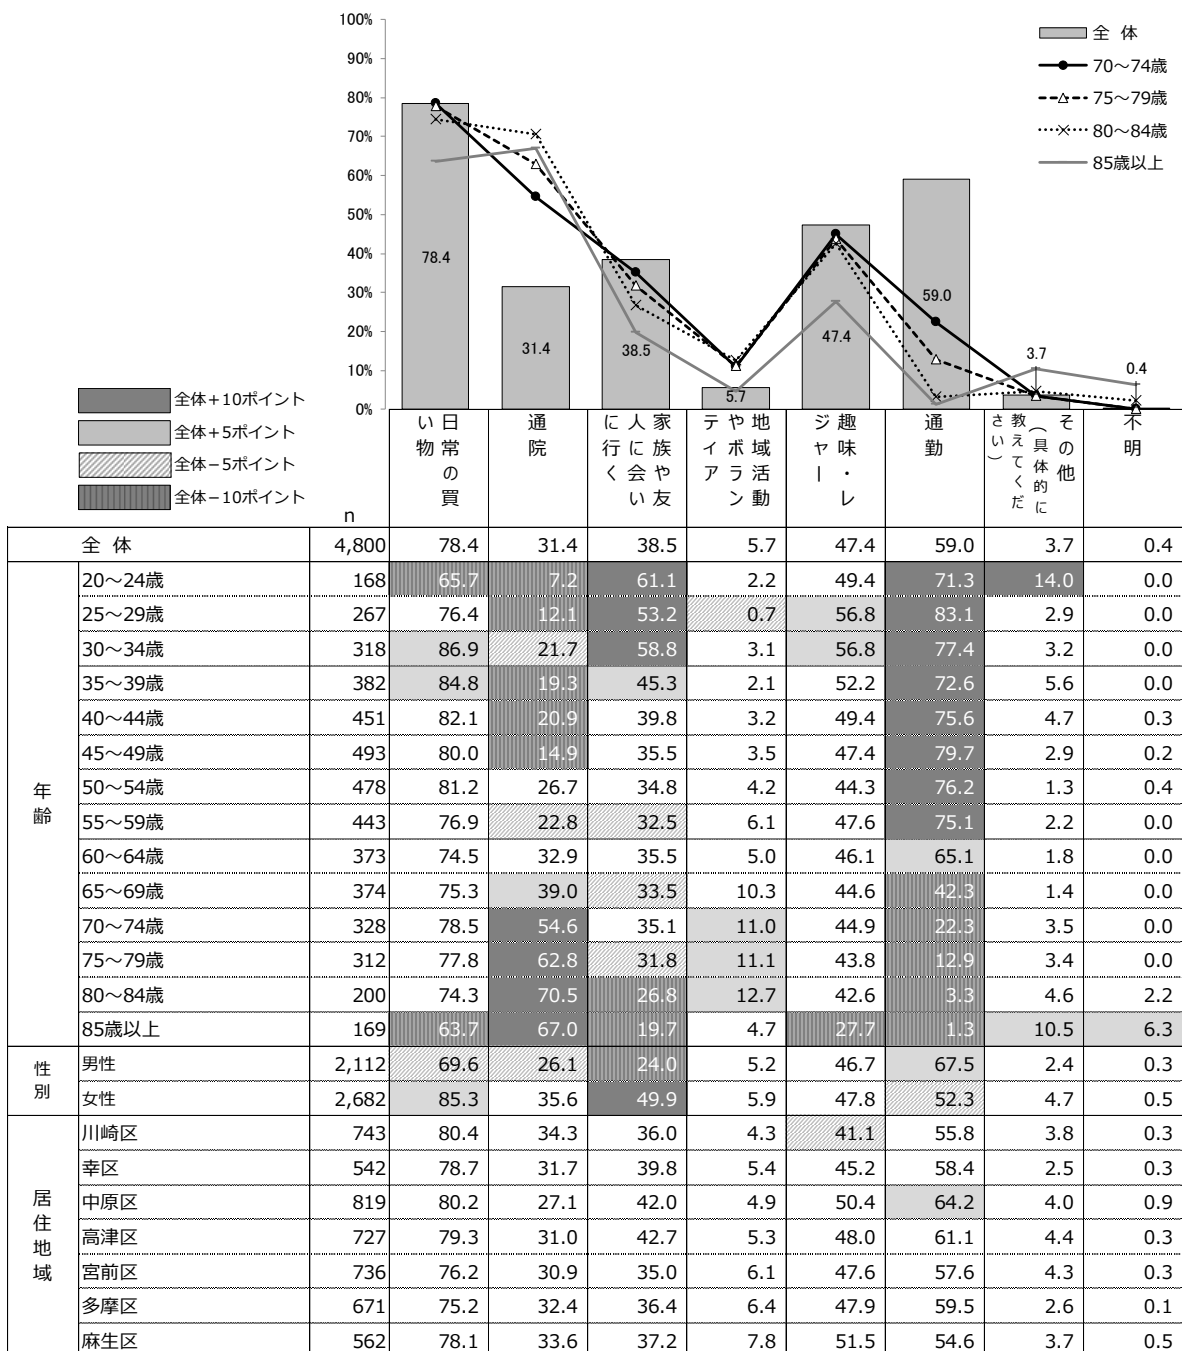 100%
90%
80%
70%
60%
50%
40%
30%
20%
10%
0%
全 体
70～74歳
75～79歳
80～84歳
85歳以上
78.4
31.4
38.5
5.7
47.4
59.0
3.7
0.4
全体＋10ポイント
全体＋5ポイント
全体－5ポイント
全体－10ポイント
n
日常の買
い物
通院
家族や友
人に会い
に行く
地域活動
やボラン
ティア
趣味・レ
ジャー
通勤
その他
（具体的に
教えてくだ
さい）
不明
全 体 4,800 78.4 31.4 38.5 5.7 47.4 59.0 3.7 0.4
年齢
20～24歳 168 65.7 7.2 61.1 2.2 49.4 71.3 14.0 0.0
25～29歳 267 76.4 12.1 53.2 0.7 56.8 83.1 2.9 0.0
30～34歳 318 86.9 21.7 58.8 3.1 56.8 77.4 3.2 0.0
35～39歳 382 84.8 19.3 45.3 2.1 52.2 72.6 5.6 0.0
40～44歳 451 82.1 20.9 39.8 3.2 49.4 75.6 4.7 0.3
45～49歳 493 80.0 14.9 35.5 3.5 47.4 79.7 2.9 0.2
50～54歳 478 81.2 26.7 34.8 4.2 44.3 76.2 1.3 0.4
55～59歳 443 76.9 22.8 32.5 6.1 47.6 75.1 2.2 0.0
60～64歳 373 74.5 32.9 35.5 5.0 46.1 65.1 1.8 0.0
65～69歳 374 75.3 39.0 33.5 10.3 44.6 42.3 1.4 0.0
70～74歳 328 78.5 54.6 35.1 11.0 44.9 22.3 3.5 0.0
75～79歳 312 77.8 62.8 31.8 11.1 43.8 12.9 3.4 0.0
80～84歳 200 74.3 70.5 26.8 12.7 42.6 3.3 4.6 2.2
85歳以上 169 63.7 67.0 19.7 4.7 27.7 1.3 10.5 6.3
性別
男性 2,112 69.6 26.1 24.0 5.2 46.7 67.5 2.4 0.3
女性 2,682 85.3 35.6 49.9 5.9 47.8 52.3 4.7 0.5
居住地域
川崎区 743 80.4 34.3 36.0 4.3 41.1 55.8 3.8 0.3
幸区 542 78.7 31.7 39.8 5.4 45.2 58.4 2.5 0.3
中原区 819 80.2 27.1 42.0 4.9 50.4 64.2 4.0 0.9
高津区 727 79.3 31.0 42.7 5.3 48.0 61.1 4.4 0.3
宮前区 736 76.2 30.9 35.0 6.1 47.6 57.6 4.3 0.3
多摩区 671 75.2 32.4 36.4 6.4 47.9 59.5 2.6 0.1
麻生区 562 78.1 33.6 37.2 7.8 51.5 54.6 3.7 0.5